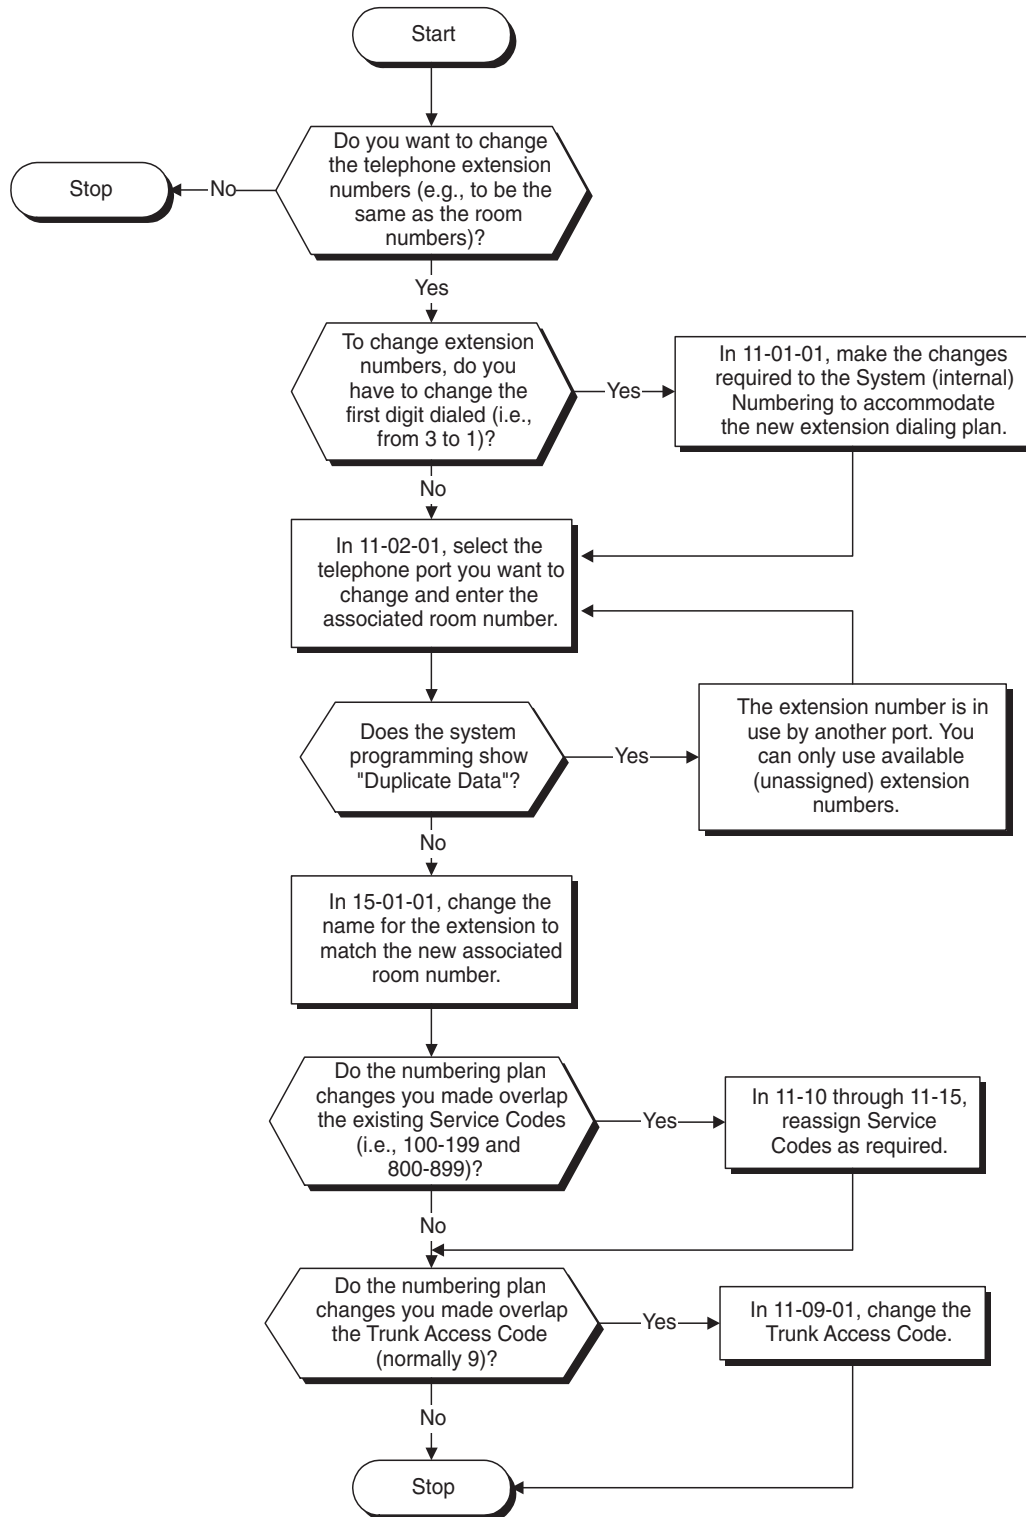 Start
Do you want to change
the telephone extension
numbers (e.g., to be the
same as the room
numbers)?
No
Stop
Yes
To change extension
numbers, do you
have to change the
first digit dialed (i.e.,
from 3 to 1)?
Yes
In 11-01-01, make the changes
required to the System (internal)
Numbering to accommodate
the new extension dialing plan.
No
In 11-02-01, select the
telephone port you want to
change and enter the
associated room number.
Does the system
programming show
"Duplicate Data"?
Yes
The extension number is in
use by another port. You
can only use available
(unassigned) extension
numbers.
No
In 15-01-01, change the
name for the extension to
match the new associated
room number.
Do the numbering plan
changes you made overlap
the existing Service Codes
(i.e., 100-199 and
800-899)?
Yes
In 11-10 through 11-15,
reassign Service
Codes as required.
No
Do the numbering plan
changes you made overlap
the Trunk Access Code
(normally 9)?
Yes
In 11-09-01, change the
Trunk Access Code.
No
Stop